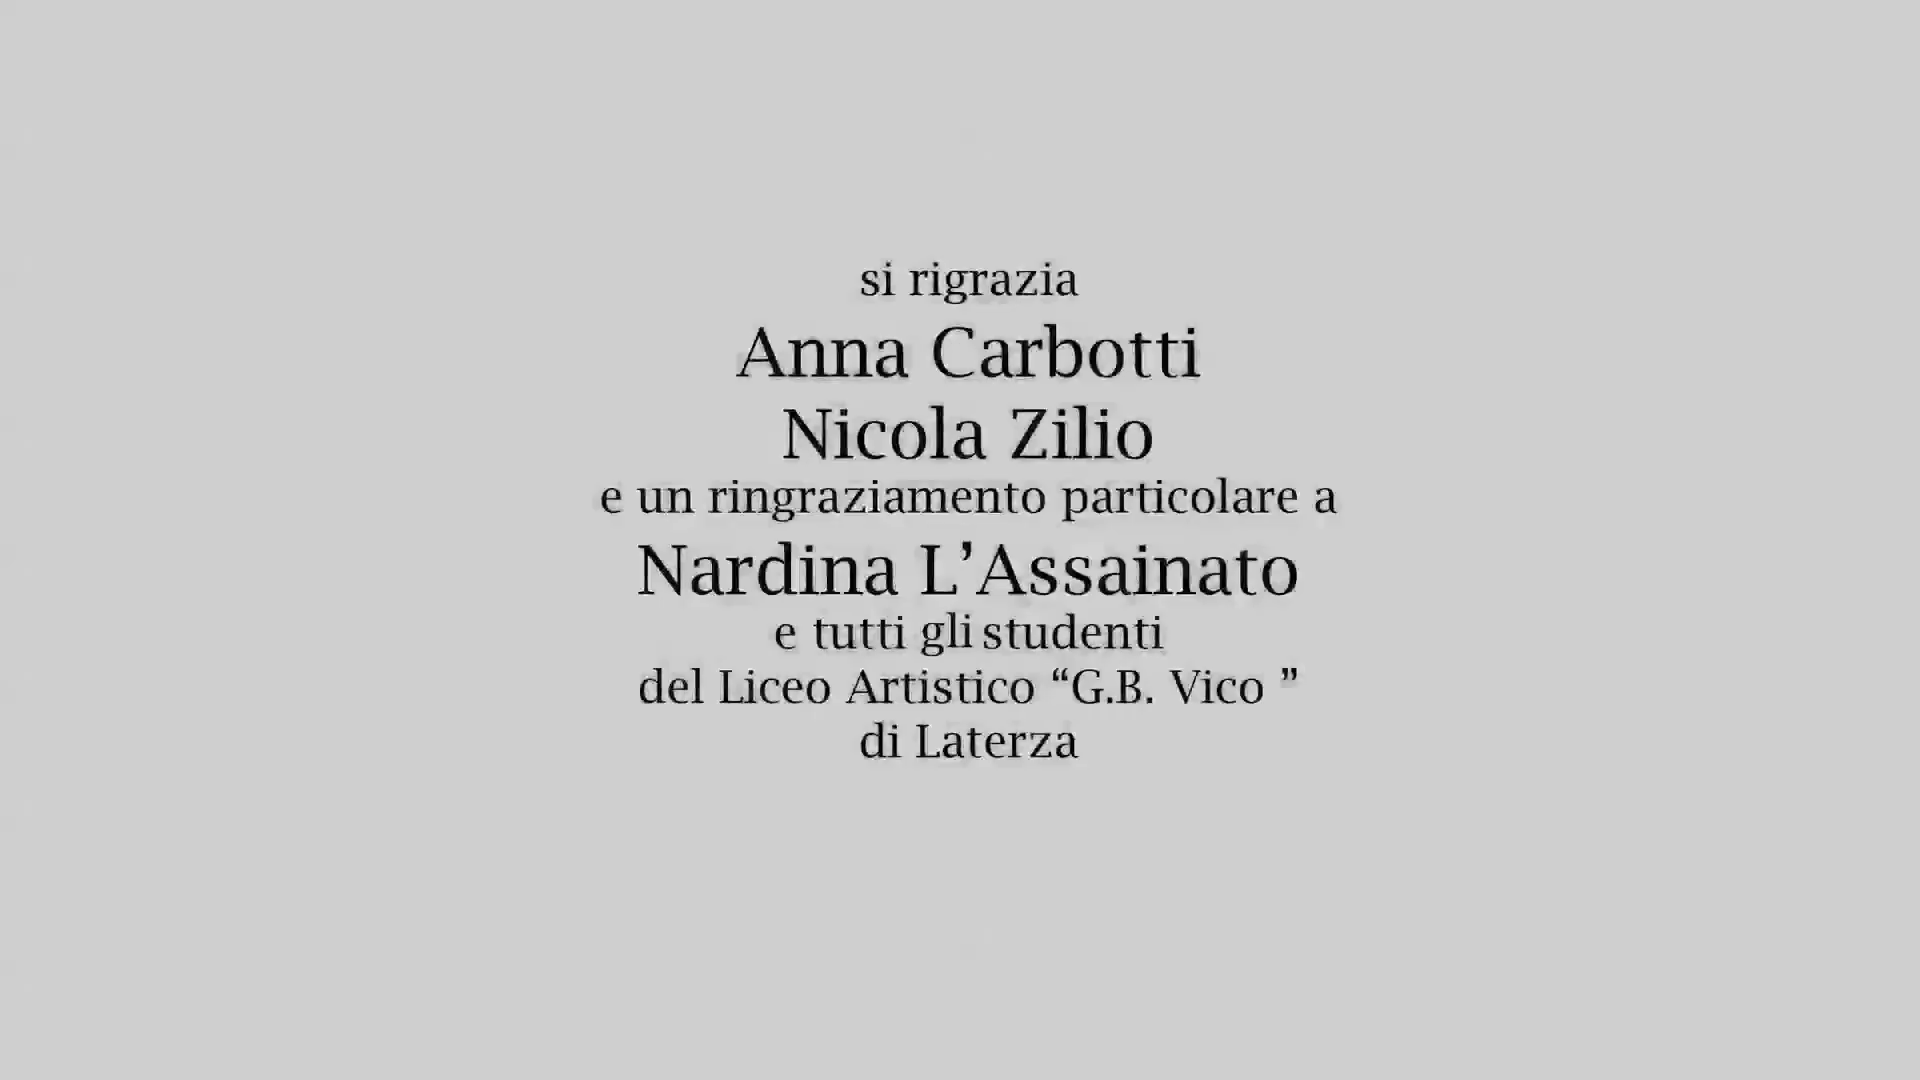 si rigrazia
Anna Carbotti
Nicola Zilio
e un ringraziamento particolare a
Nardina L’Assainato
e tutti gli studenti
del Liceo Artistico “G.B. Vico ”
di Laterza